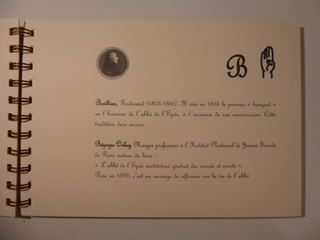 B
Berthier, Ferdinand (1803-1886). Il crée en 1834 le premier « banquet »
en l'honneur de l'abbé de l'Epée, à l'occasion de son anniversaire. Cette
tradition dure encore.
Bézagu-Deluy Maryse professeur à l'Institut National de Jeunes Sourds
de Paris auteur du livre :
« L'abbé de l'Epée instituteur gratuit des sourds et muets ».
Paru en 1990, c'est un ouvrage de référence sur la vie de l'abbé.